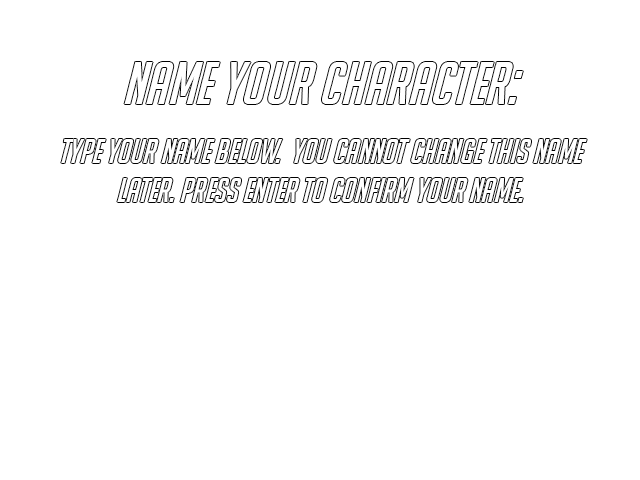 NAME YOUR CHARACTER:
TYPE YOUR NAME BELOW.  YOU CANNOT CHANGE THIS NAME
LATER. PRESS ENTER TO CONFIRM YOUR NAME.